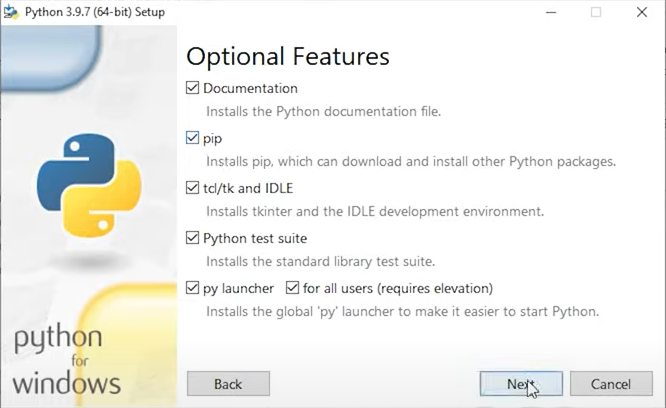 Python 3.9.7 (64-bit) Setup
Optional Features
Documentation
Installs the Python documentation file.
pip
Installs pip, which can download and install other Python packages.
tcl/tk and IDLE
Installs tkinter and the IDLE development environment.
Python test suite
Installs the standard library test suite.
py launcher for all users (requires elevation)
Installs the global 'py' launcher to make it easier to start Python.
python
for
windows
Back Next Cancel